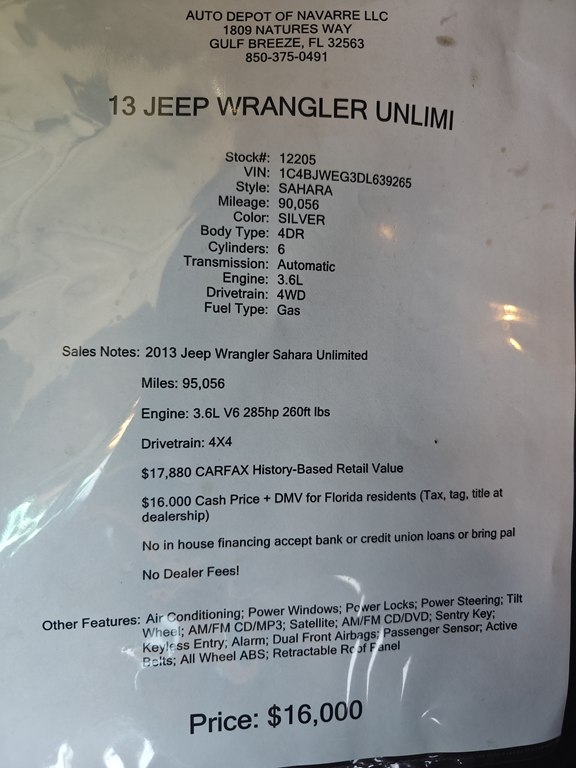 AUTO DEPOT OF NAVARRE LLC
1809 NATURES WAY
GULF BREEZE, FL 32563
850-375-0491
13 JEEP WRANGLER UNLIMI
Stock#: 12205
VIN: 1C4BJWEG3DL639265
Style: SAHARA
Mileage: 90,056
Color: SILVER
Body Type: 4DR
Cylinders: 6
Transmission: Automatic
Engine: 3.6L
Drivetrain: 4WD
Fuel Type: Gas
Sales Notes: 2013 Jeep Wrangler Sahara Unlimited
Miles: 95,056
Engine: 3.6L V6 285hp 260ft lbs
Drivetrain: 4X4
$17,880 CARFAX History-Based Retail Value
$16.000 Cash Price + DMV for Florida residents (Tax, tag, title at
dealership)
No in house financing accept bank or credit union loans or bring pal
No Dealer Fees!
Other Features: Air Conditioning; Power Windows; Power Locks; Power Steering; Tilt
Wheel; AM/FM CD/MP3; Satellite; AM/FM CD/DVD; Sentry Key;
Keyless Entry; Alarm; Dual Front Airbags; Passenger Sensor; Active
Belts; All Wheel ABS; Retractable Roof Panel
Price: $16,000